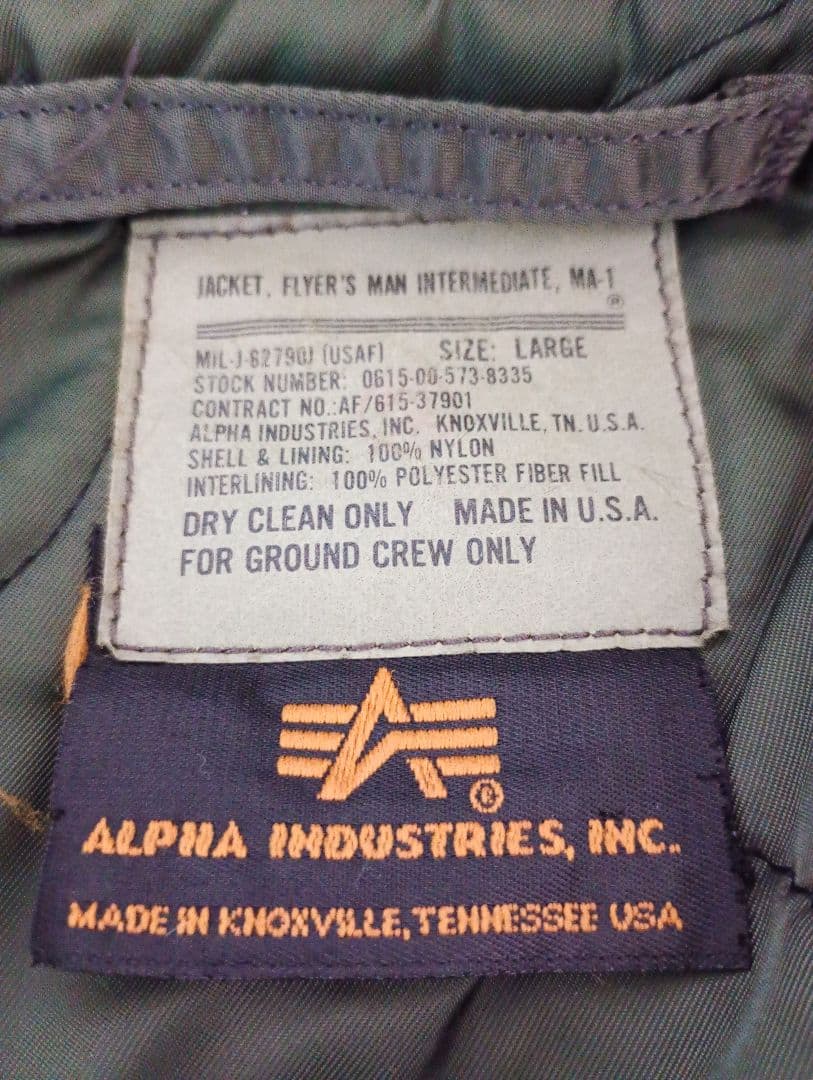 JACKET, FLYER'S MAN INTERMEDIATE, MA-1
®
MIL-J-8279OJ (USAF) SIZE: LARGE
STOCK NUMBER: 0615-00-573-8335
CONTRACT NO.:AF/615-37901
ALPHA INDUSTRIES, INC. KNOXVILLE, TN. U.S.A.
SHELL & LINING: 100% NYLON
INTERLINING: 100% POLYESTER FIBER FILL
DRY CLEAN ONLY MADE IN U.S.A.
FOR GROUND CREW ONLY
®
ALPHA INDUSTRIES, INC.
MADE IN KNOXVILLE, TENNESSEE USA